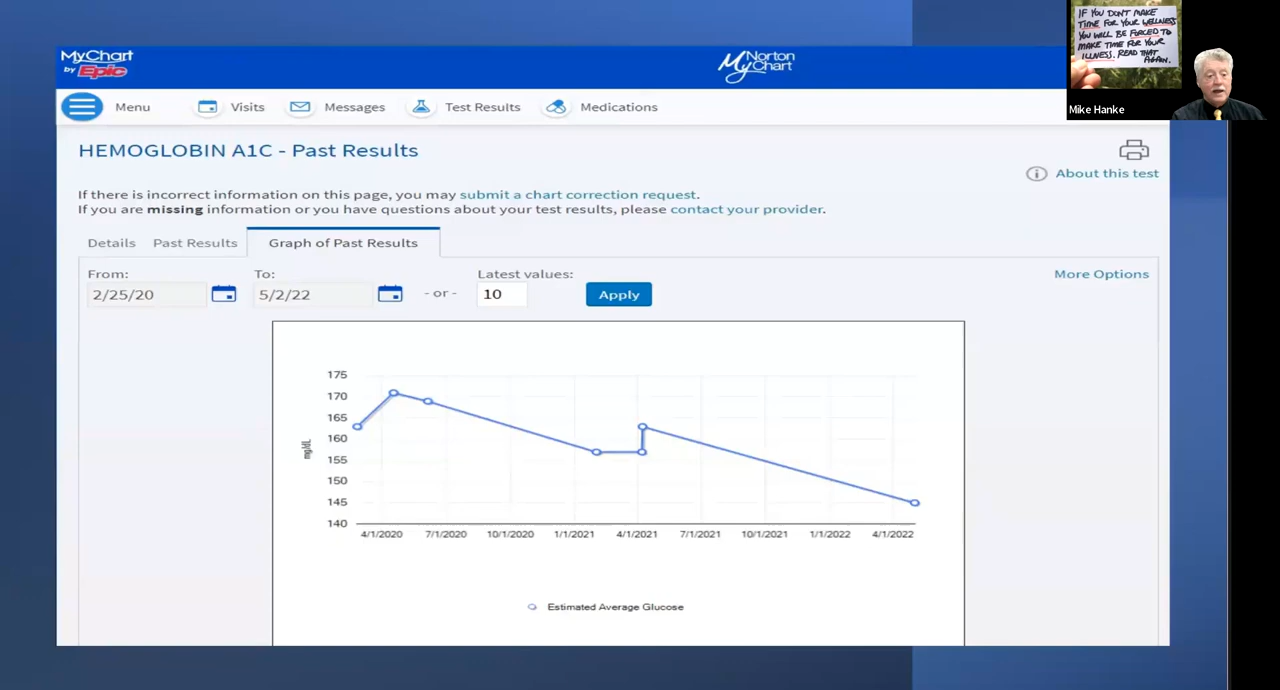 IF YOU DON'T MAKE
TIME FOR YOUR WELLNESS
YOU WILL BE FORCED TO
MAKE TIME FOR YOUR
ILLNESS. READ THAT
AGAIN.
Mike Hanke
MyChart
by Epic
Norton
MyChart
Menu Visits Messages Test Results Medications
HEMOGLOBIN A1C - Past Results
About this test
If there is incorrect information on this page, you may submit a chart correction request.
If you are missing information or you have questions about your test results, please contact your provider.
Details Past Results Graph of Past Results
From: To: Latest values: More Options
2/25/20 5/2/22 - or - 10 Apply
175
170
165
160
155
150
145
140
mg/dL
4/1/2020 7/1/2020 10/1/2020 1/1/2021 4/1/2021 7/1/2021 10/1/2021 1/1/2022 4/1/2022
Estimated Average Glucose